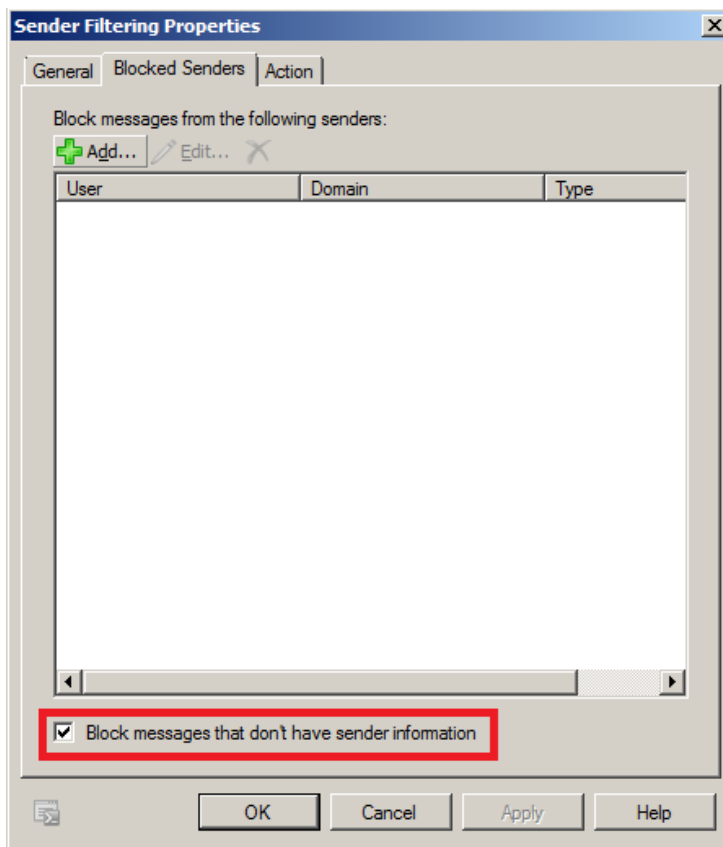 Sender Filtering Properties
General Blocked Senders Action
Block messages from the following senders:
Add... Edit...
User Domain Type
Block messages that don't have sender information
OK Cancel Apply Help